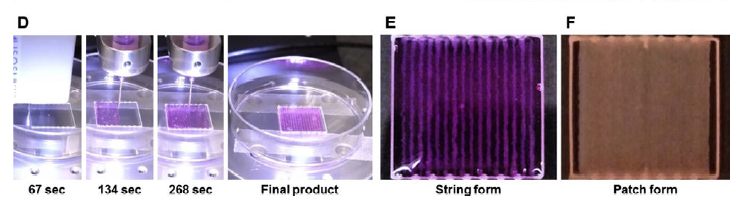 D
E
F
67 sec
134 sec
268 sec
Final product
String form
Patch form